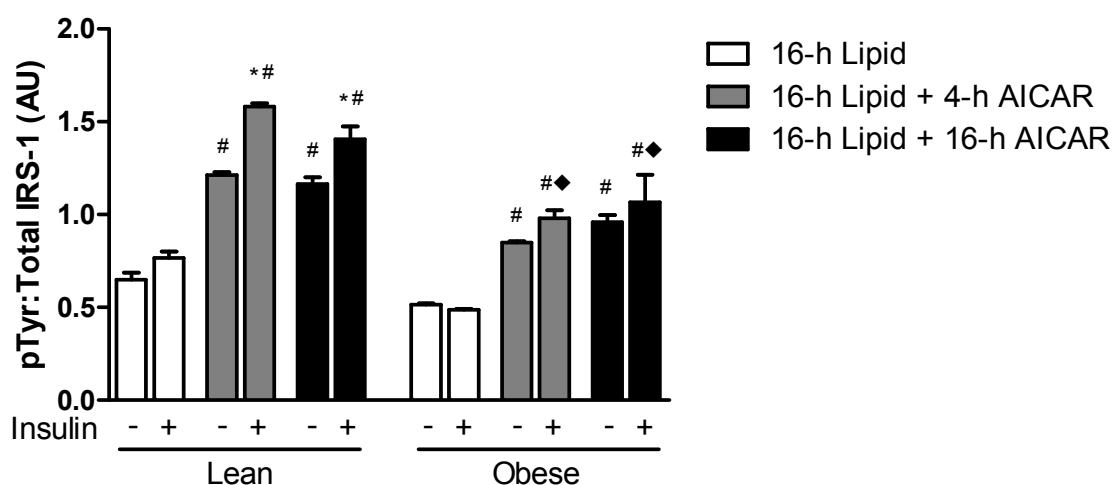 pTyr:Total IRS-1 (AU)
2.0
1.5
1.0
0.5
0.0
*#
*#
#
#
#◆
#◆
#
#
16-h Lipid
16-h Lipid + 4-h AICAR
16-h Lipid + 16-h AICAR
Insulin - + - + - + - + - + - +
Lean Obese